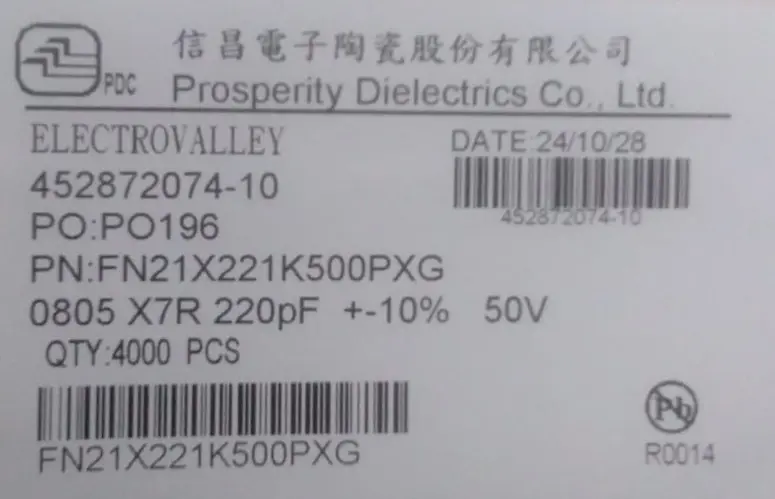 信昌電子陶瓷股份有限公司
PDC
Prosperity Dielectrics Co., Ltd.
ELECTROVALLEY
DATE:24/10/28
452872074-10
452872074-10
PO:PO196
PN:FN21X221K500PXG
0805 X7R 220pF +-10% 50V
QTY:4000 PCS
FN21X221K500PXG
Pb
R0014